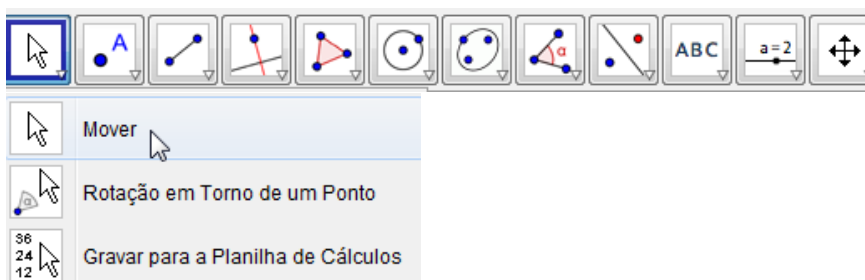 A
α
ABC
a=2
Mover
α
Rotação em Torno de um Ponto
36
24
12
Gravar para a Planilha de Cálculos